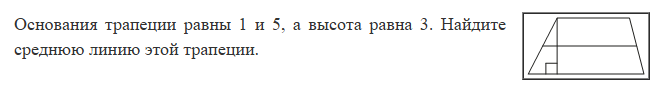 Основания трапеции равны 1 и 5, а высота равна 3. Найдите
среднюю линию этой трапеции.